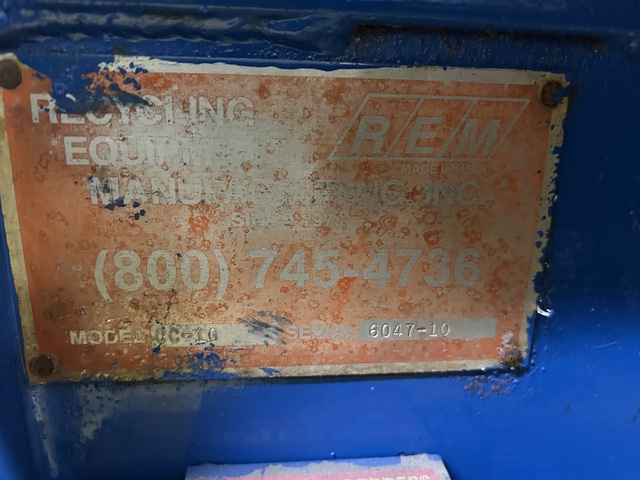 RECYCLING
EQUIPMENT
REM
MANUFACTURING, INC.
(800) 745-4736
MODEL SERIAL 6047-10